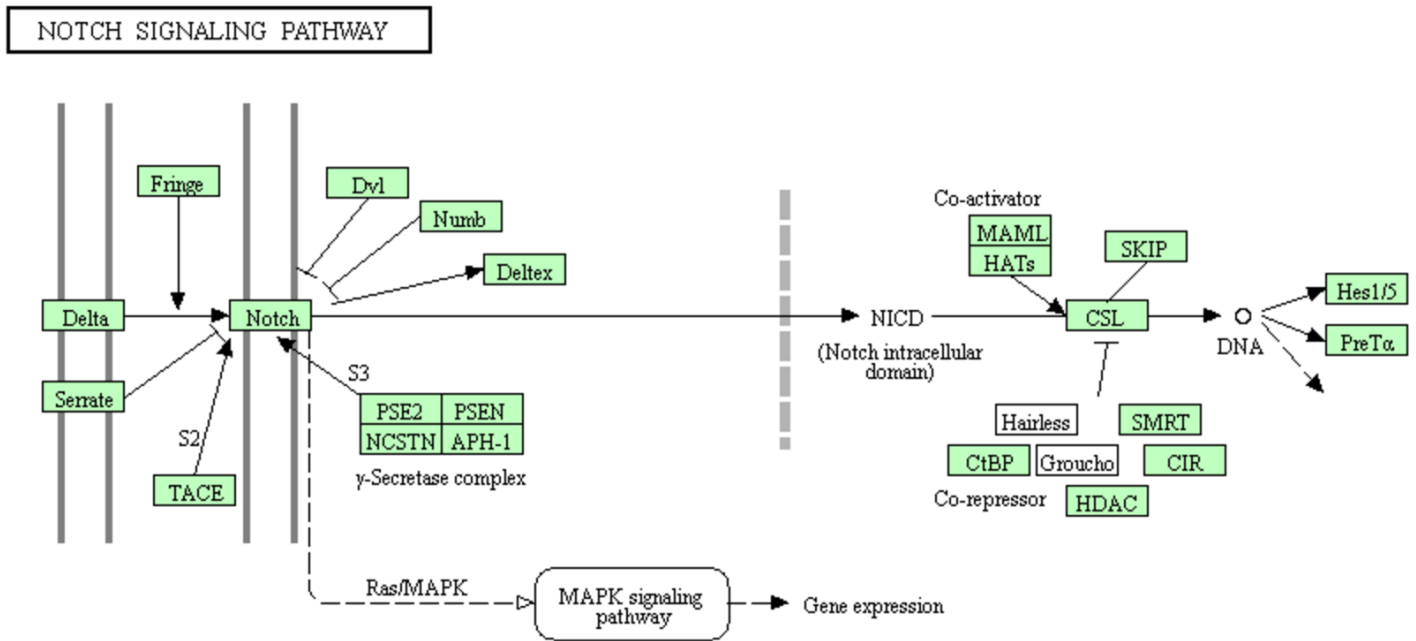 NOTCH SIGNALING PATHWAY
Fringe
Dvl
Numb
Deltex
Delta
Notch
Serrate
S2
TACE
S3
PSE2 PSEN
NCSTN APH-1
γ-Secretase complex
NICD
(Notch intracellular
domain)
Co-activator
MAML
HATs
SKIP
CSL
DNA
Hes1/5
PreTα
Hairless
SMRT
CtBP
Groucho
CIR
Co-repressor
HDAC
Ras/MAPK
MAPK signaling
pathway
Gene expression